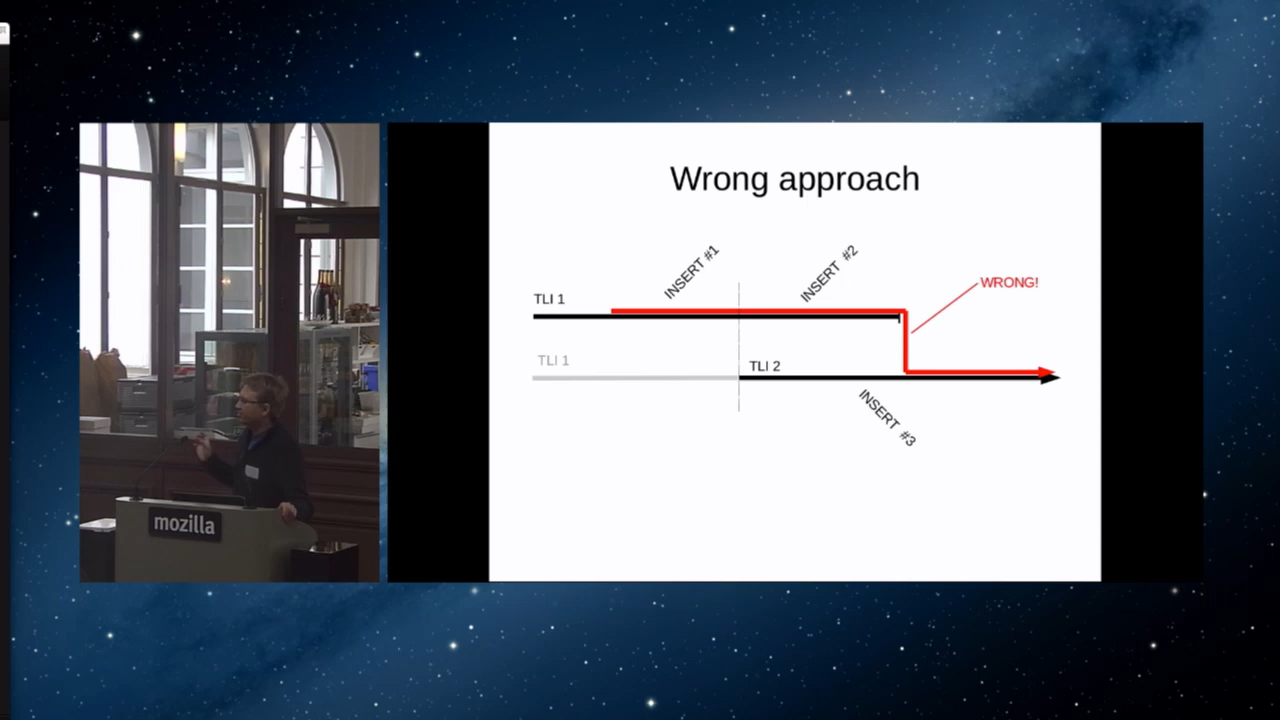 Wrong approach
INSERT #1
INSERT #2
WRONG!
TLI 1
TLI 1
TLI 2
INSERT #3
mozilla